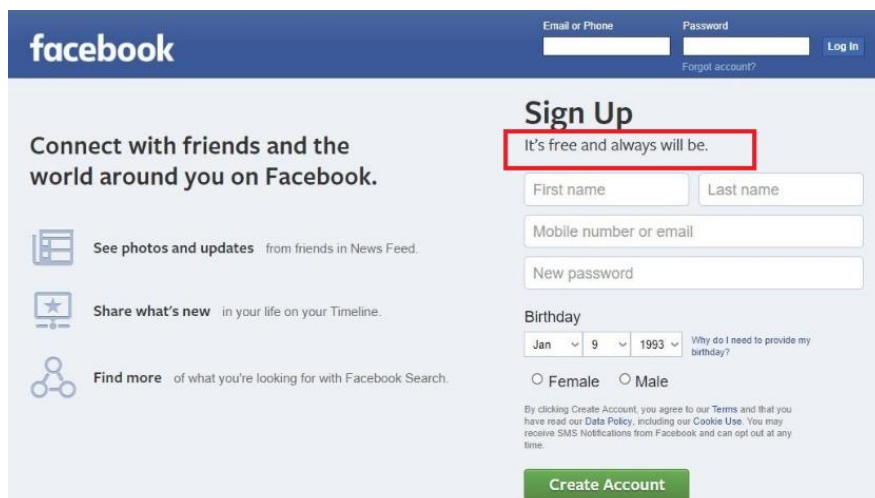 facebook
Email or Phone
Password
Log In
Forgot account?
Connect with friends and the
world around you on Facebook.
See photos and updates from friends in News Feed.
Share what's new in your life on your Timeline.
Find more of what you're looking for with Facebook Search.
Sign Up
It's free and always will be.
First name
Last name
Mobile number or email
New password
Birthday
Jan 9 1993
Why do I need to provide my
birthday?
Female Male
By clicking Create Account, you agree to our Terms and that you
have read our Data Policy, including our Cookie Use. You may
receive SMS Notifications from Facebook and can opt out at any
time.
Create Account